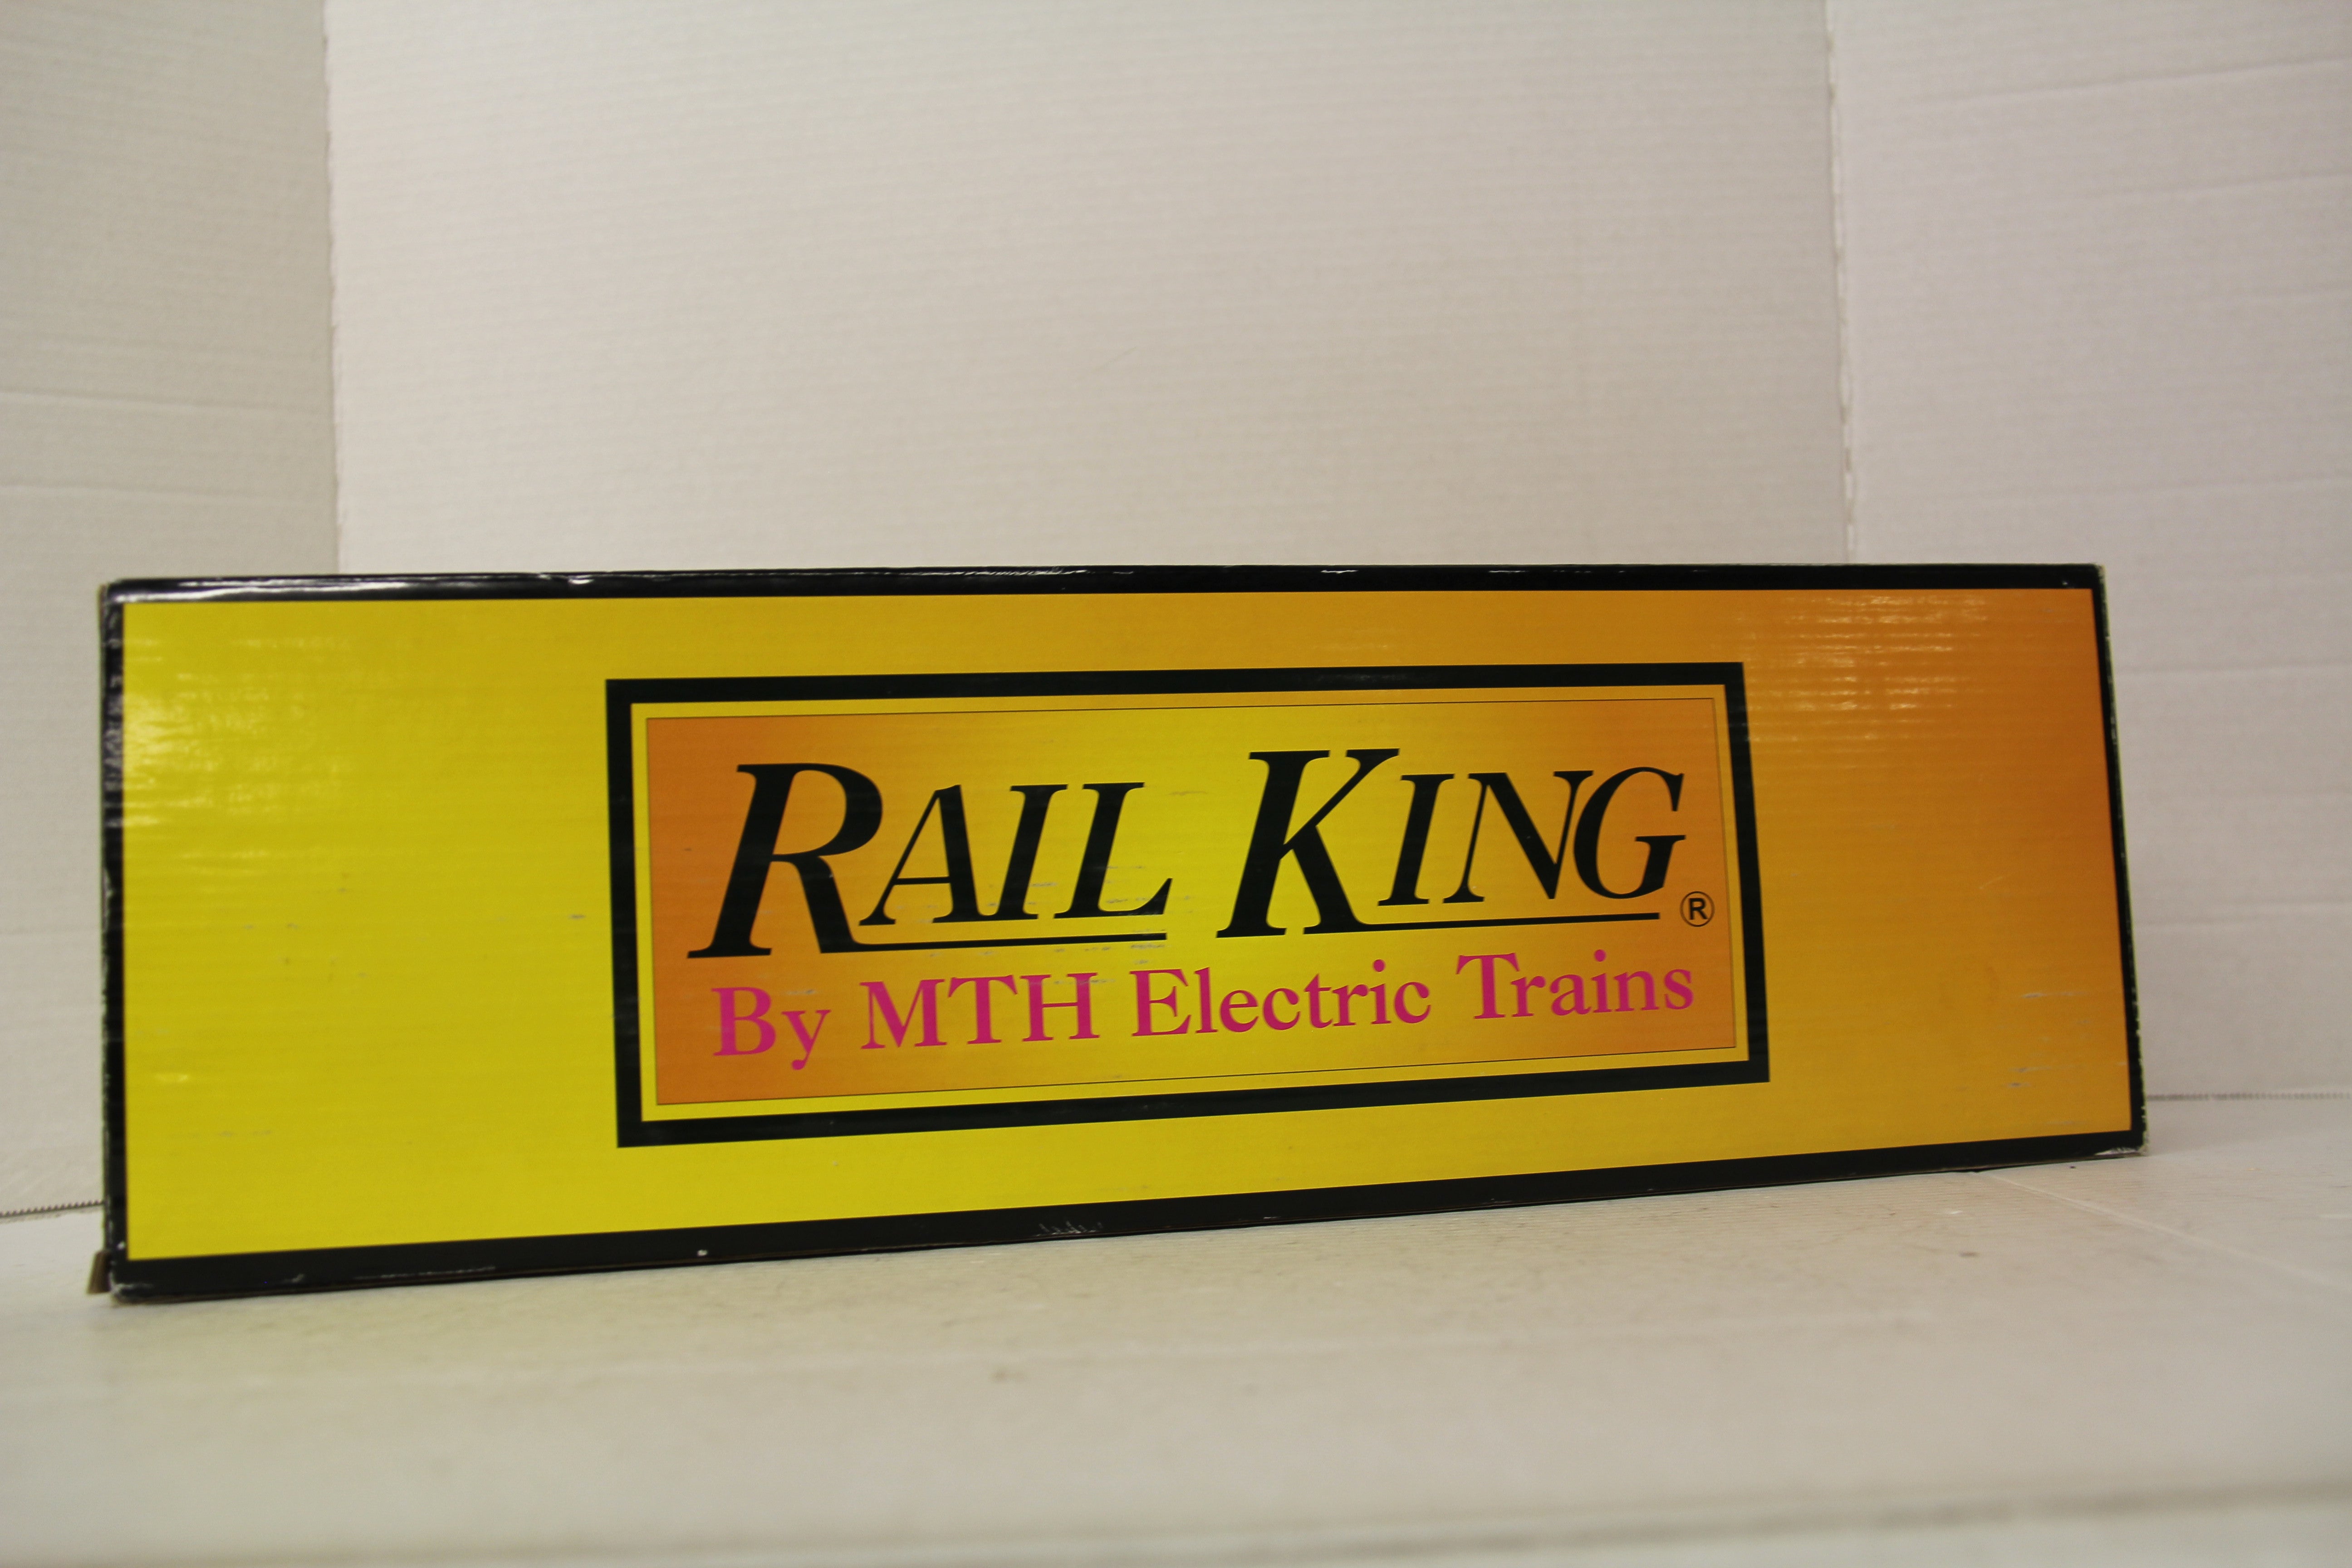 RAIL KING®
By MTH Electric Trains